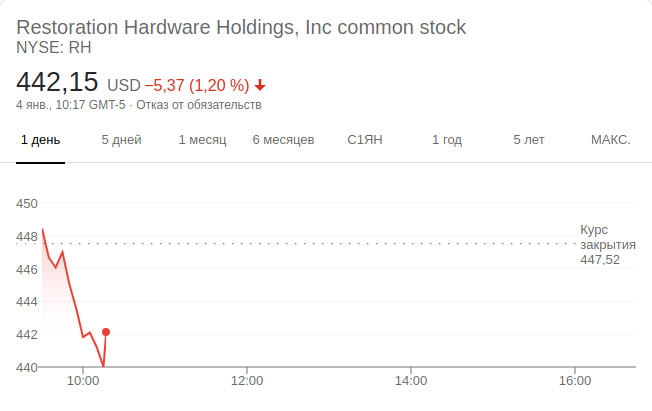 Restoration Hardware Holdings, Inc common stock
NYSE: RH
442,15 USD −5,37 (1,20 %)
4 янв., 10:17 GMT-5 · Отказ от обязательств
1 день 5 дней 1 месяц 6 месяцев С1ЯН 1 год 5 лет МАКС.
450
448
446
444
442
440
Курс
закрытия
447,52
10:00 12:00 14:00 16:00